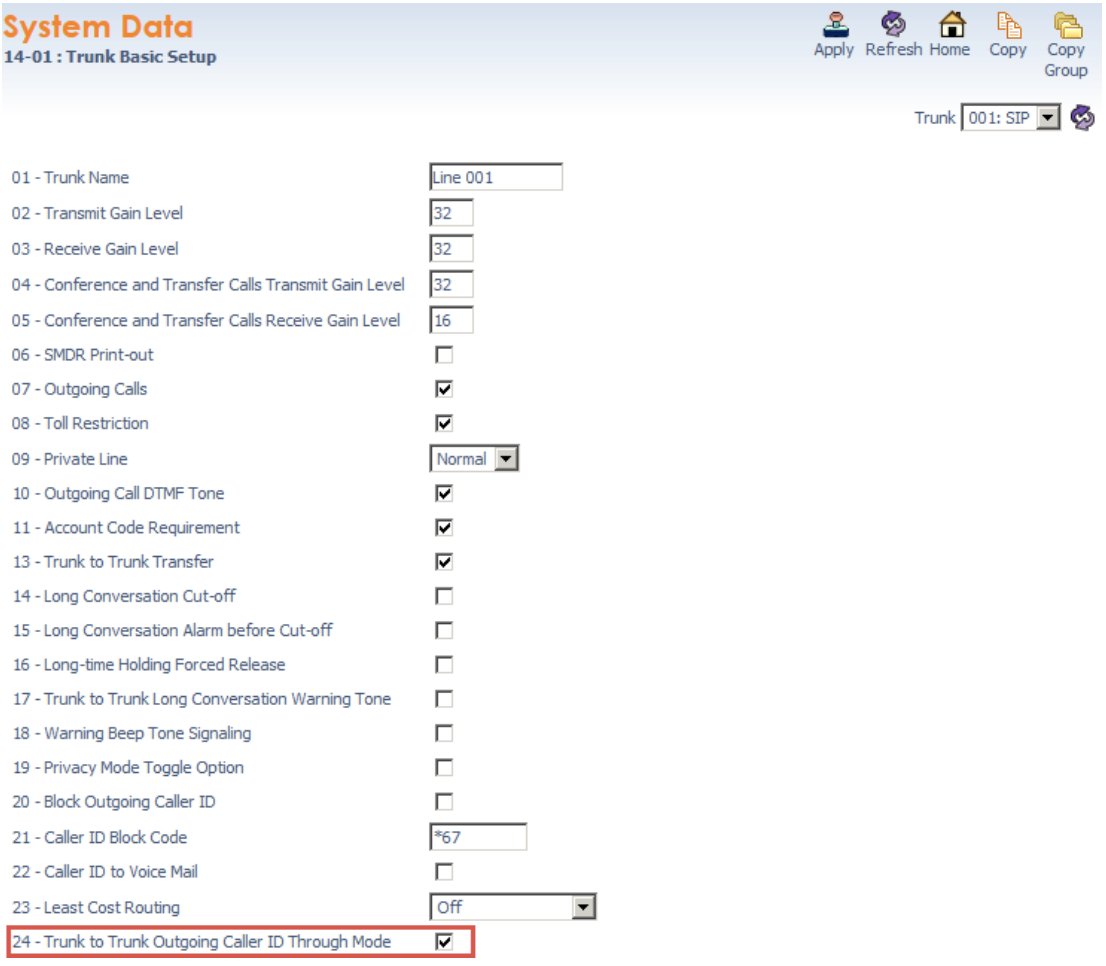 System Data
14-01 : Trunk Basic Setup
Apply Refresh Home Copy Copy Group
Trunk 001: SIP
01 - Trunk Name Line 001
02 - Transmit Gain Level 32
03 - Receive Gain Level 32
04 - Conference and Transfer Calls Transmit Gain Level 32
05 - Conference and Transfer Calls Receive Gain Level 16
06 - SMDR Print-out
07 - Outgoing Calls
08 - Toll Restriction
09 - Private Line Normal
10 - Outgoing Call DTMF Tone
11 - Account Code Requirement
13 - Trunk to Trunk Transfer
14 - Long Conversation Cut-off
15 - Long Conversation Alarm before Cut-off
16 - Long-time Holding Forced Release
17 - Trunk to Trunk Long Conversation Warning Tone
18 - Warning Beep Tone Signaling
19 - Privacy Mode Toggle Option
20 - Block Outgoing Caller ID
21 - Caller ID Block Code *67
22 - Caller ID to Voice Mail
23 - Least Cost Routing Off
24 - Trunk to Trunk Outgoing Caller ID Through Mode